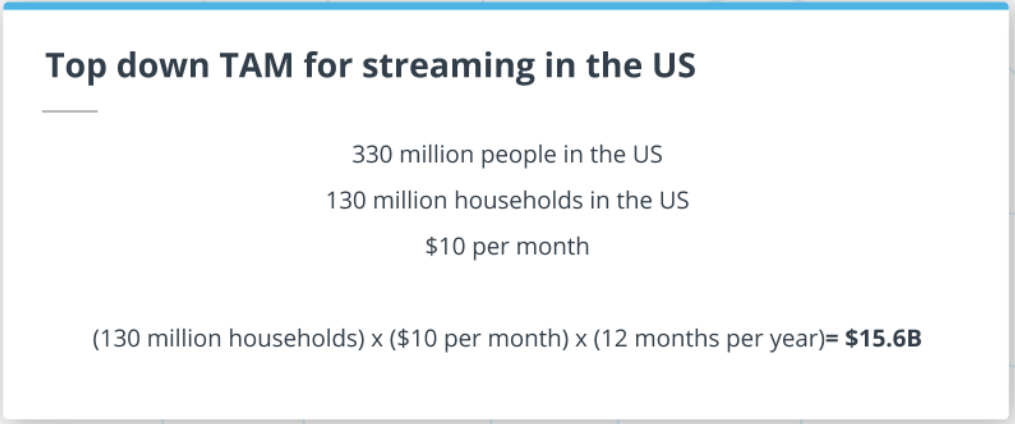 Top down TAM for streaming in the US
330 million people in the US
130 million households in the US
$10 per month
(130 million households) x ($10 per month) x (12 months per year)= $15.6B